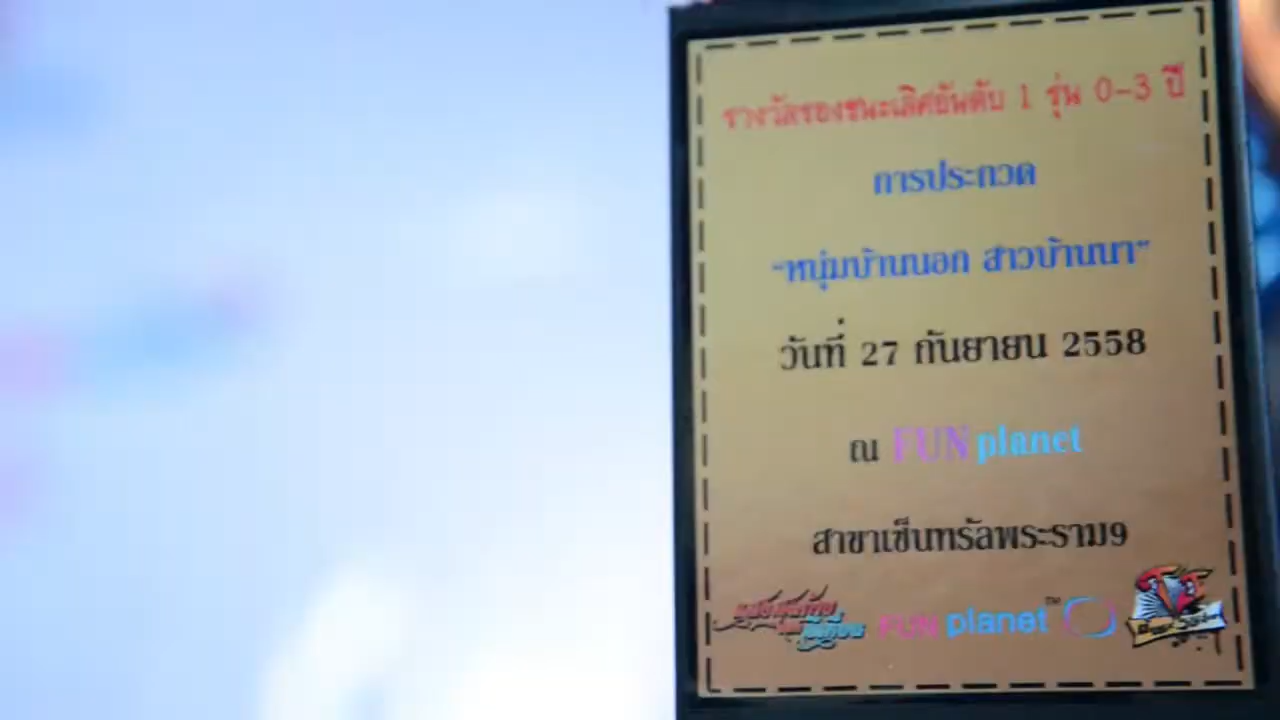 รางวัลรองชนะเลิศอันดับ 1 รุ่น 0-3 ปี
การประกวด
"หนุ่มบ้านนอก สาวบ้านนา"
วันที่ 27 กันยายน 2558
ณ FUN planet
สาขาเซ็นทรัลพระราม9
FUN planet™